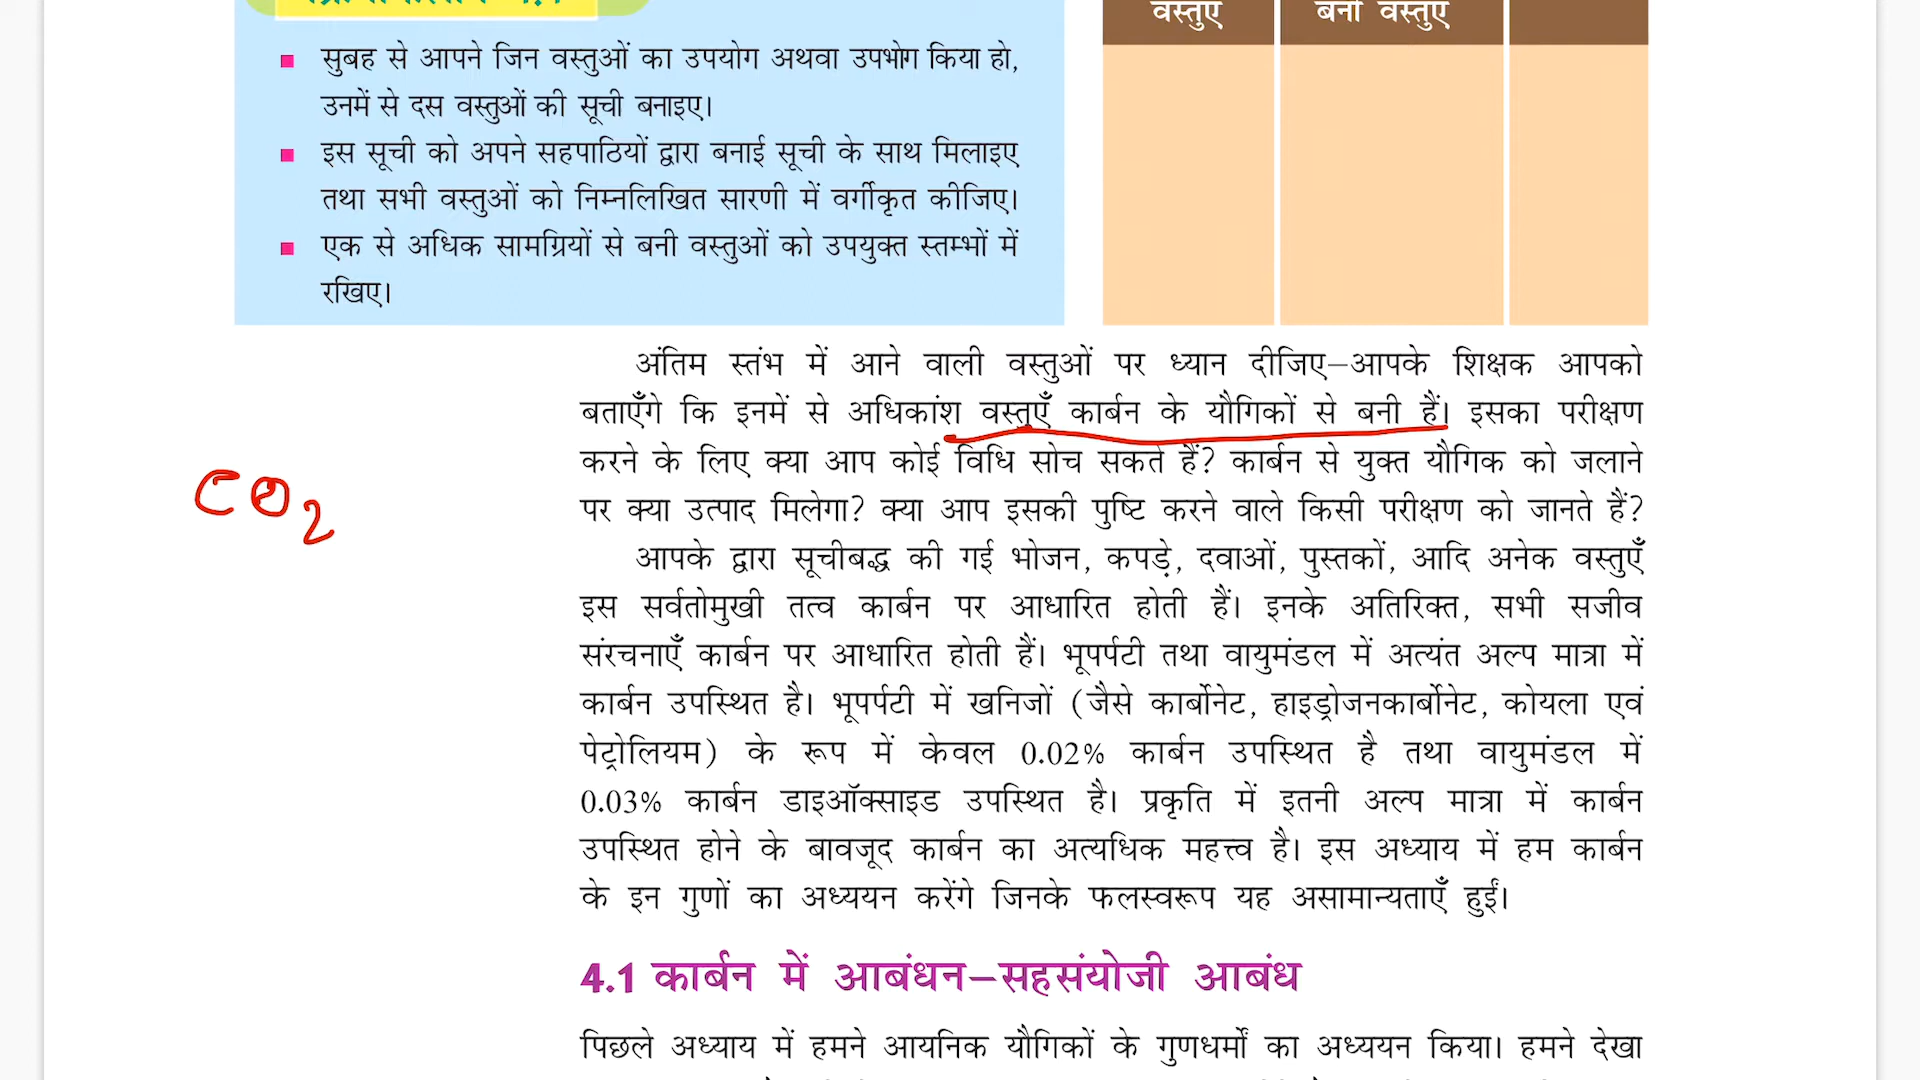 वस्तुएँ
बनी वस्तुएँ
सुबह से आपने जिन वस्तुओं का उपयोग अथवा उपभोग किया हो,
उनमें से दस वस्तुओं की सूची बनाइए।
इस सूची को अपने सहपाठियों द्वारा बनाई सूची के साथ मिलाइए
तथा सभी वस्तुओं को निम्नलिखित सारणी में वर्गीकृत कीजिए।
एक से अधिक सामग्रियों से बनी वस्तुओं को उपयुक्त स्तम्भों में
रखिए।
अंतिम स्तंभ में आने वाली वस्तुओं पर ध्यान दीजिए–आपके शिक्षक आपको
बताएँगे कि इनमें से अधिकांश वस्तुएँ कार्बन के यौगिकों से बनी हैं। इसका परीक्षण
करने के लिए क्या आप कोई विधि सोच सकते हैं? कार्बन से युक्त यौगिक को जलाने
पर क्या उत्पाद मिलेगा? क्या आप इसकी पुष्टि करने वाले किसी परीक्षण को जानते हैं?
CO2
आपके द्वारा सूचीबद्ध की गई भोजन, कपड़े, दवाओं, पुस्तकों, आदि अनेक वस्तुएँ
इस सर्वतोमुखी तत्व कार्बन पर आधारित होती हैं। इनके अतिरिक्त, सभी सजीव
संरचनाएँ कार्बन पर आधारित होती हैं। भूपर्पटी तथा वायुमंडल में अत्यंत अल्प मात्रा में
कार्बन उपस्थित है। भूपर्पटी में खनिजों (जैसे कार्बोनेट, हाइड्रोजनकार्बोनेट, कोयला एवं
पेट्रोलियम) के रूप में केवल 0.02% कार्बन उपस्थित है तथा वायुमंडल में
0.03% कार्बन डाइऑक्साइड उपस्थित है। प्रकृति में इतनी अल्प मात्रा में कार्बन
उपस्थित होने के बावजूद कार्बन का अत्यधिक महत्त्व है। इस अध्याय में हम कार्बन
के इन गुणों का अध्ययन करेंगे जिनके फलस्वरूप यह असामान्यताएँ हुईं।
4.1 कार्बन में आबंधन–सहसंयोजी आबंध
पिछले अध्याय में हमने आयनिक यौगिकों के गुणधर्मों का अध्ययन किया। हमने देखा